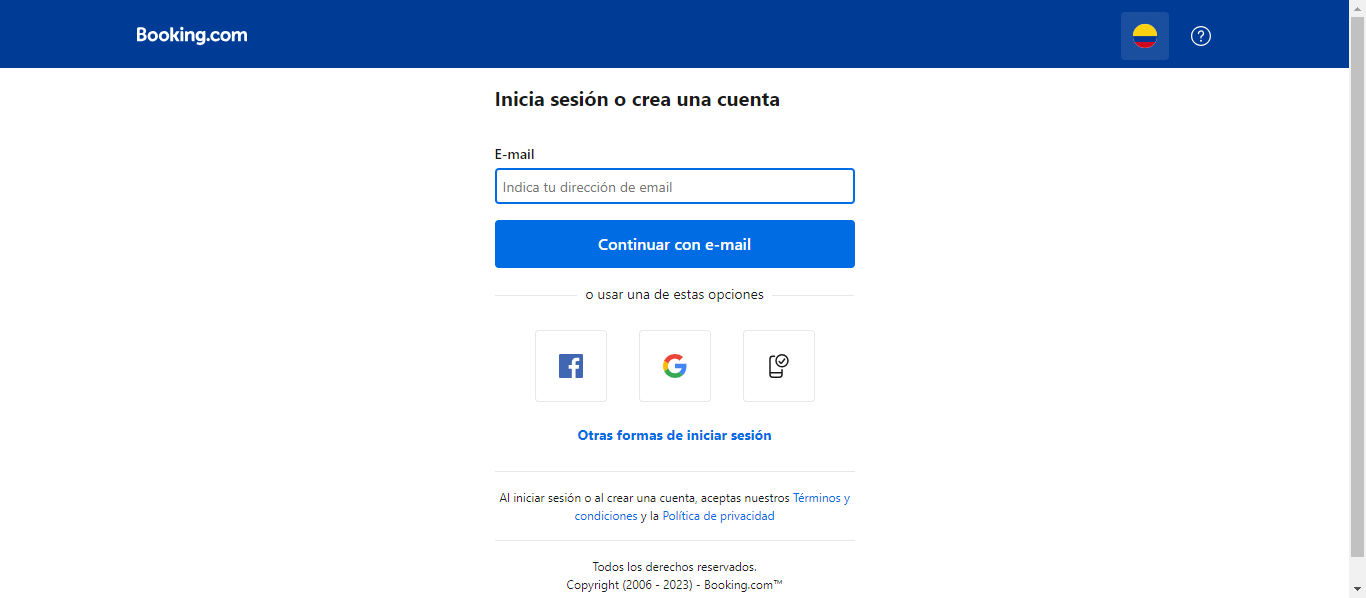 Booking.com
?
Inicia sesión o crea una cuenta
E-mail
Indica tu dirección de email
Continuar con e-mail
o usar una de estas opciones
Otras formas de iniciar sesión
Al iniciar sesión o al crear una cuenta, aceptas nuestros Términos y
condiciones y la Política de privacidad
Todos los derechos reservados.
Copyright (2006 - 2023) - Booking.com™